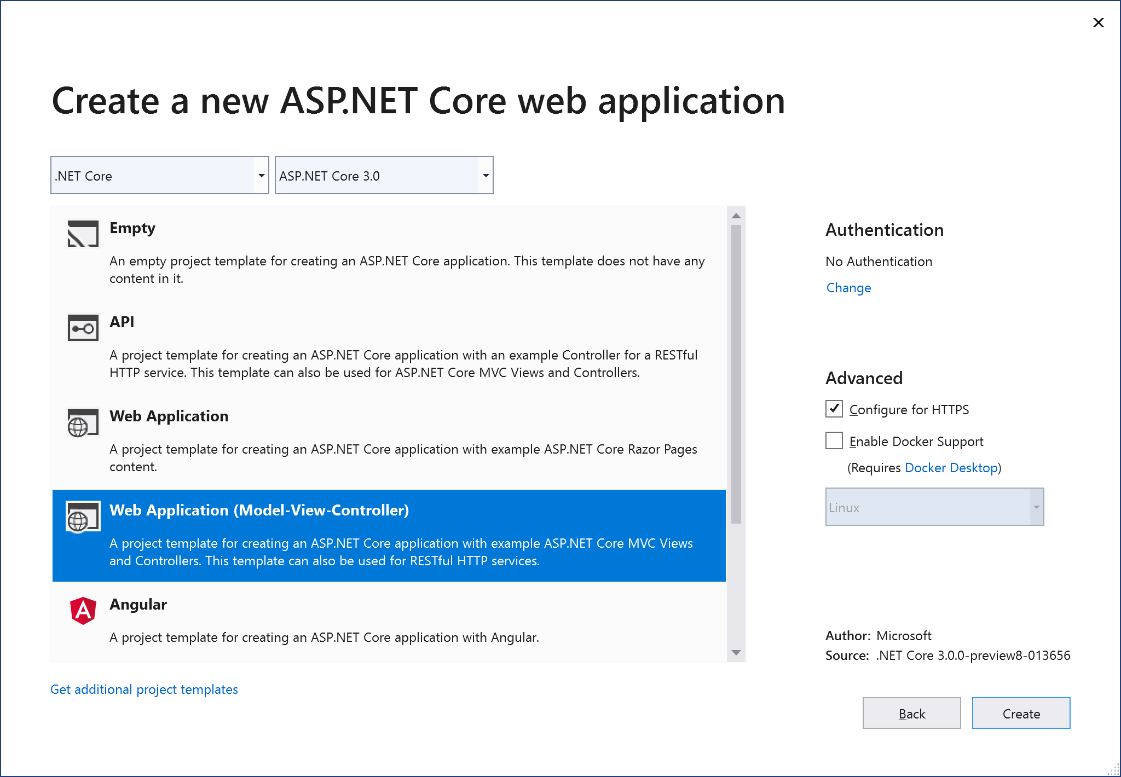 Create a new ASP.NET Core web application
.NET Core
ASP.NET Core 3.0
Empty
An empty project template for creating an ASP.NET Core application. This template does not have any
content in it.
API
A project template for creating an ASP.NET Core application with an example Controller for a RESTful
HTTP service. This template can also be used for ASP.NET Core MVC Views and Controllers.
Web Application
A project template for creating an ASP.NET Core application with example ASP.NET Core Razor Pages
content.
Web Application (Model-View-Controller)
A project template for creating an ASP.NET Core application with example ASP.NET Core MVC Views
and Controllers. This template can also be used for RESTful HTTP services.
Angular
A project template for creating an ASP.NET Core application with Angular.
Get additional project templates
Authentication
No Authentication
Change
Advanced
Configure for HTTPS
Enable Docker Support
(Requires Docker Desktop)
Linux
Author: Microsoft
Source: .NET Core 3.0.0-preview8-013656
Back
Create